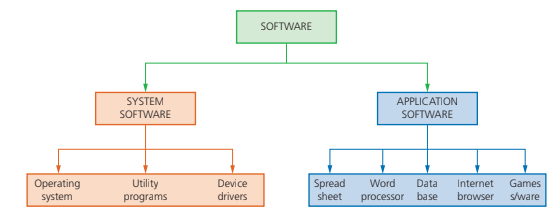 SOFTWARE
SYSTEM
SOFTWARE
APPLICATION
SOFTWARE
Operating
system
Utility
programs
Device
drivers
Spread
sheet
Word
processor
Data
base
Internet
browser
Games
s/ware